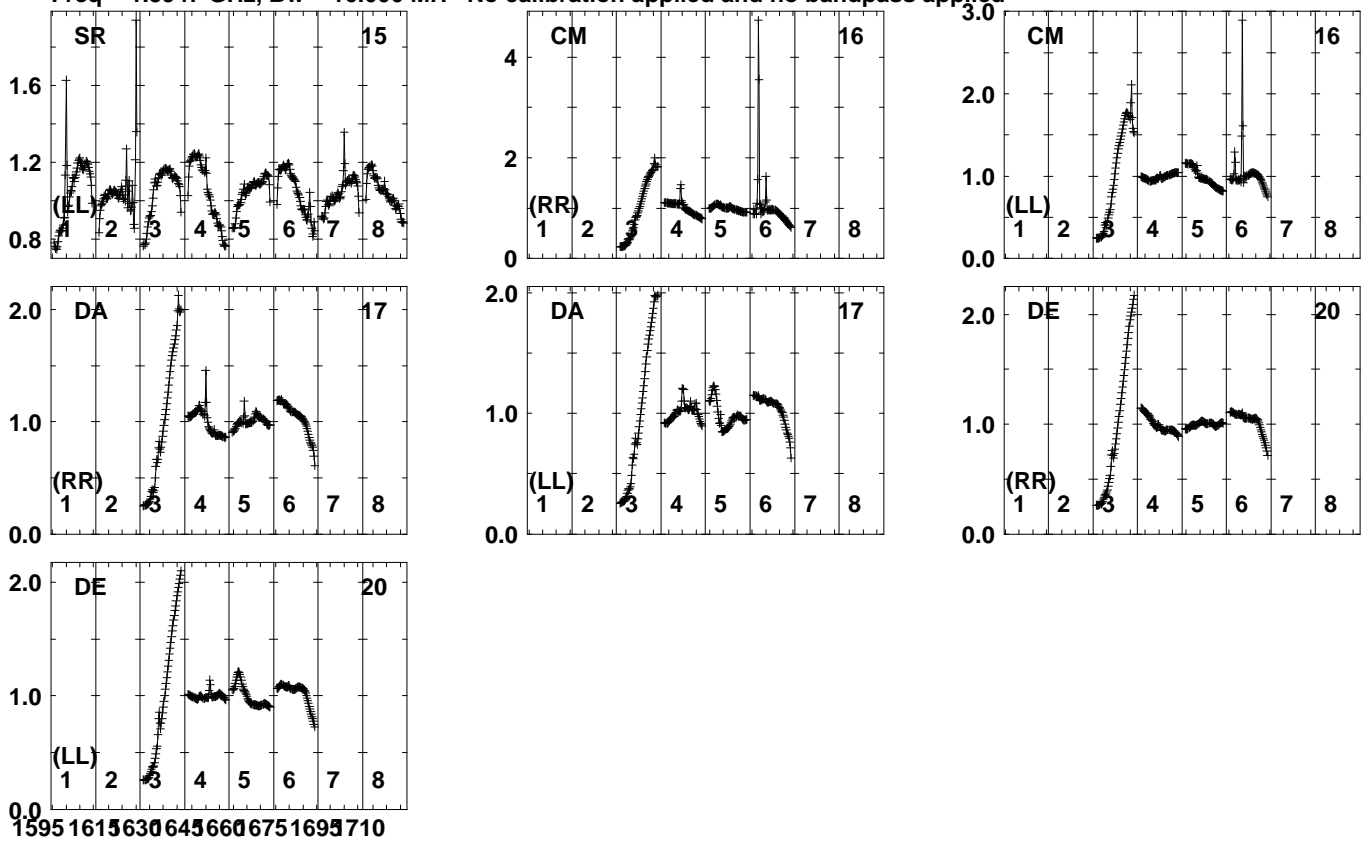 No calibration applied and no bandpass applied
SR 15
1.6
1.2
0.8
(LL)
1 2 3 4 5 6 7 8
CM 16
4
2
0
(RR)
1 2 3 4 5 6 7 8
CM 16
3.0
2.0
1.0
0.0
(LL)
1 2 3 4 5 6 7 8
DA 17
2.0
1.0
0.0
(RR)
1 2 3 4 5 6 7 8
DA 17
2.0
1.0
0.0
(LL)
1 2 3 4 5 6 7 8
DE 20
2.0
1.0
0.0
(RR)
1 2 3 4 5 6 7 8
DE 20
2.0
1.0
0.0
(LL)
1 2 3 4 5 6 7 8
1595 1615 1630 1645 1660 1675 1695 1710